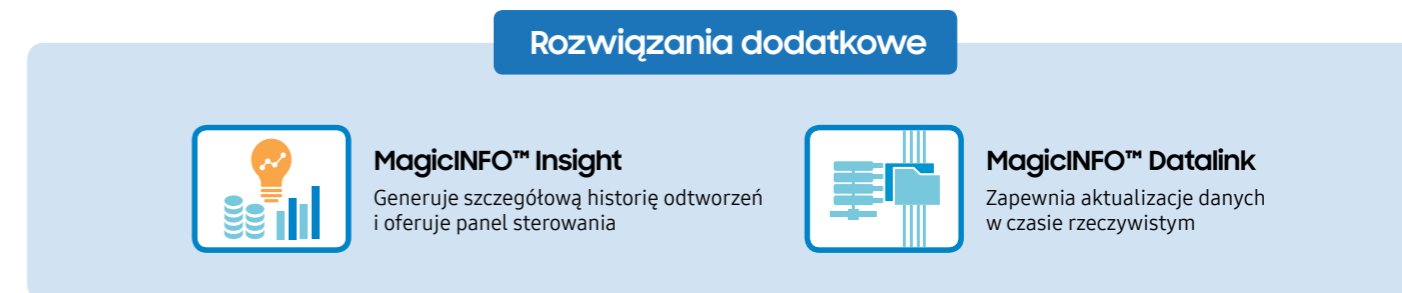 Rozwiązania dodatkowe
MagicINFO™ Insight
Generuje szczegółową historię odtworzeń
i oferuje panel sterowania
MagicINFO™ Datalink
Zapewnia aktualizacje danych
w czasie rzeczywistym